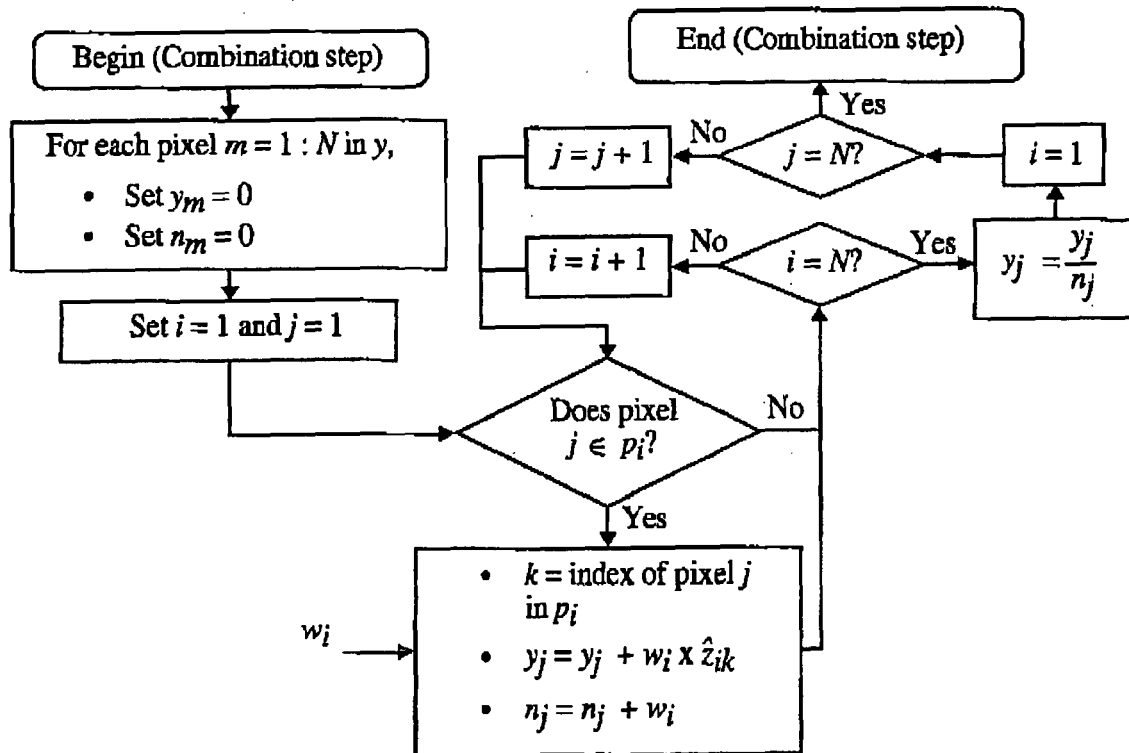 Begin (Combination step)
For each pixel m = 1 : N in y,
• Set y_m = 0
• Set n_m = 0
Set i = 1 and j = 1
End (Combination step)
Yes
No
j = j + 1
j = N?
i = 1
No
Yes
i = i + 1
i = N?
y_j = y_j / n_j
Does pixel
j ∈ p_i?
No
Yes
• k = index of pixel j
in p_i
• y_j = y_j + w_i x ẑ_ik
• n_j = n_j + w_i
w_i